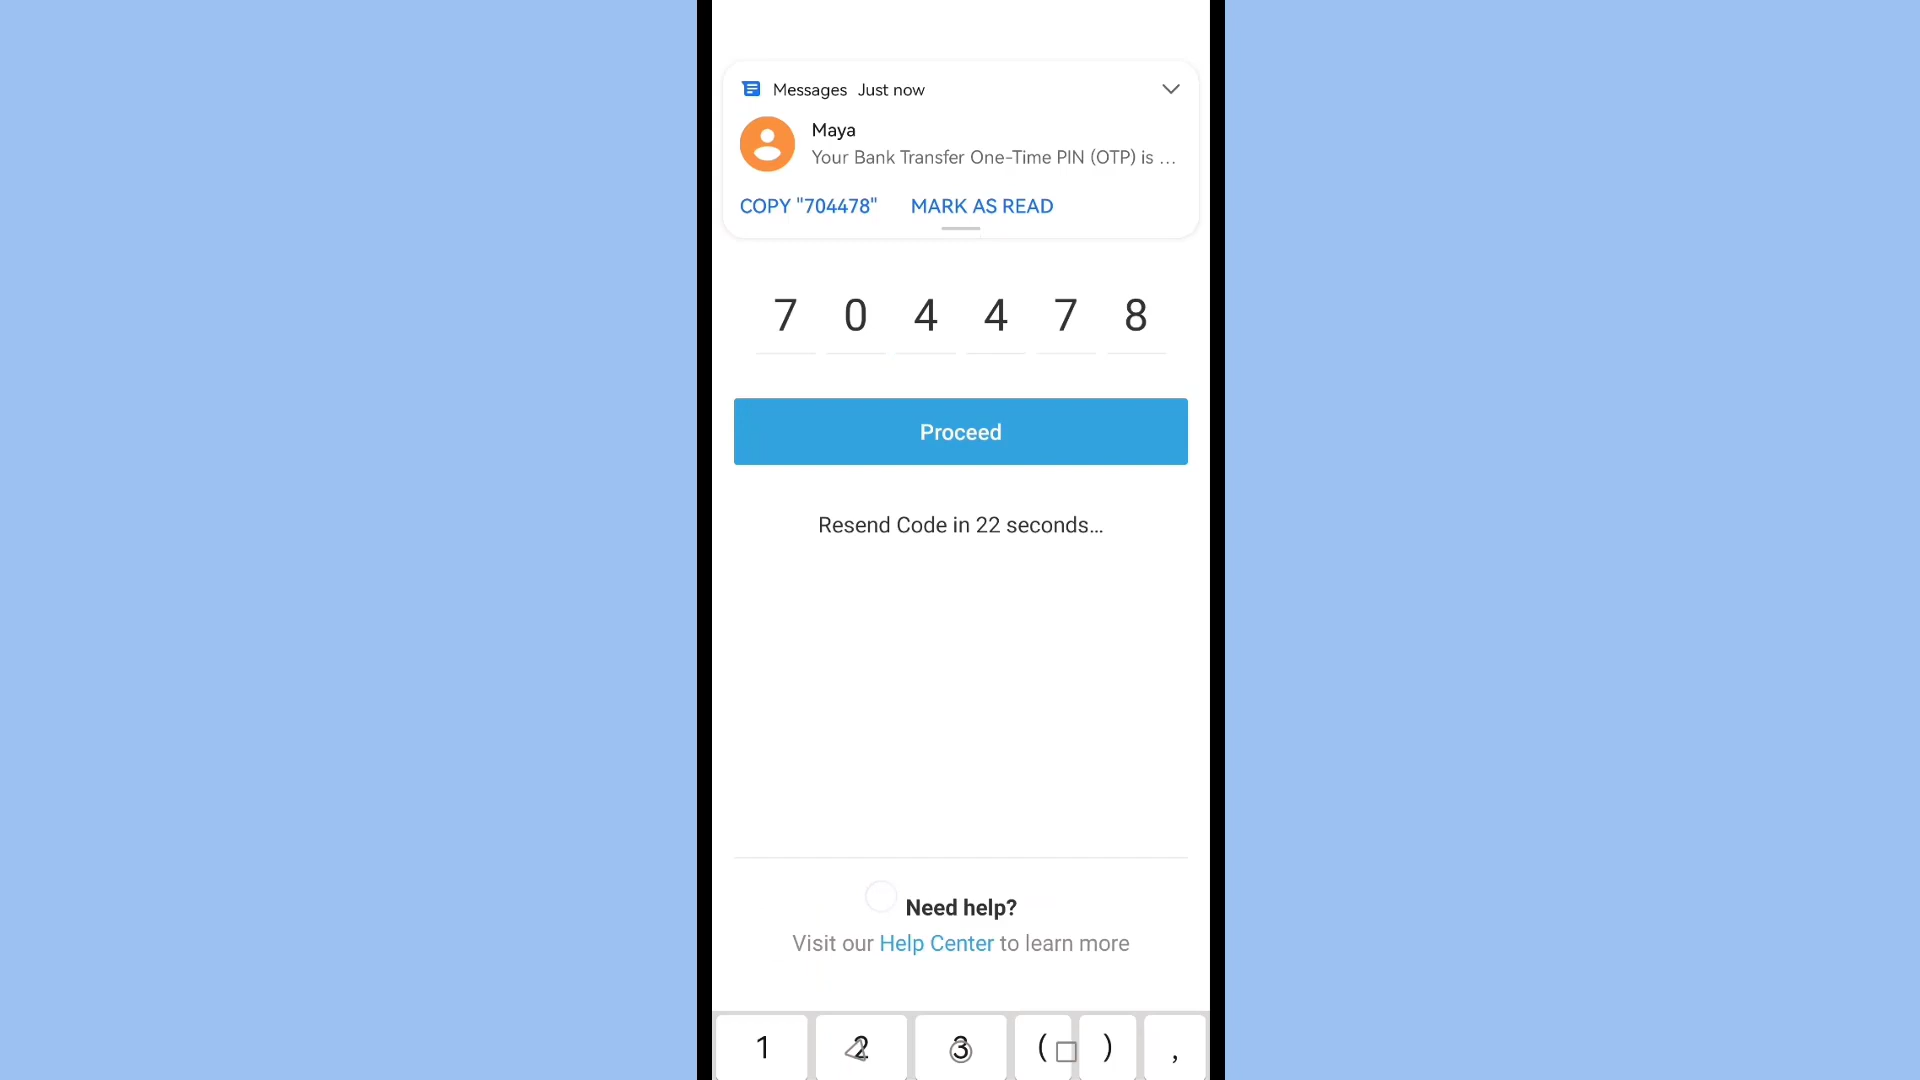 Messages Just now
Maya
Your Bank Transfer One-Time PIN (OTP) is ...
COPY "704478" MARK AS READ
7 0 4 4 7 8
Proceed
Resend Code in 22 seconds...
Need help?
Visit our Help Center to learn more
1 2 3 ( ) ,